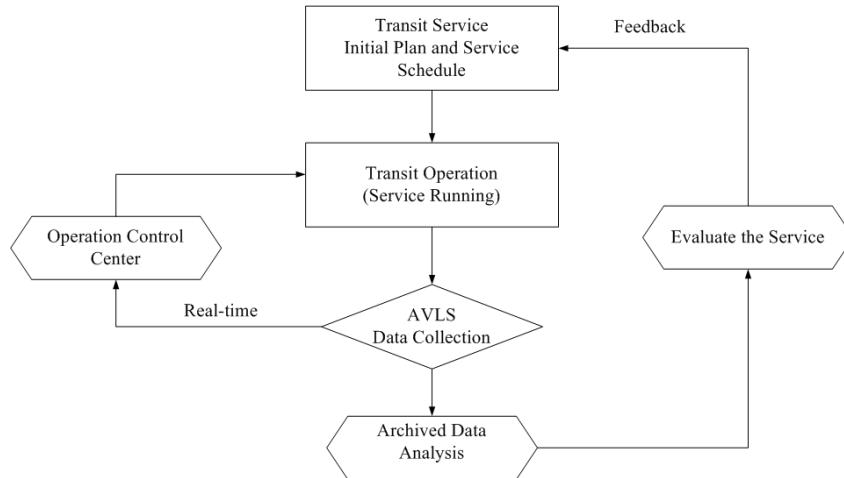 Transit Service
Initial Plan and Service
Schedule
Feedback
Transit Operation
(Service Running)
Operation Control
Center
Evaluate the Service
Real-time
AVLS
Data Collection
Archived Data
Analysis